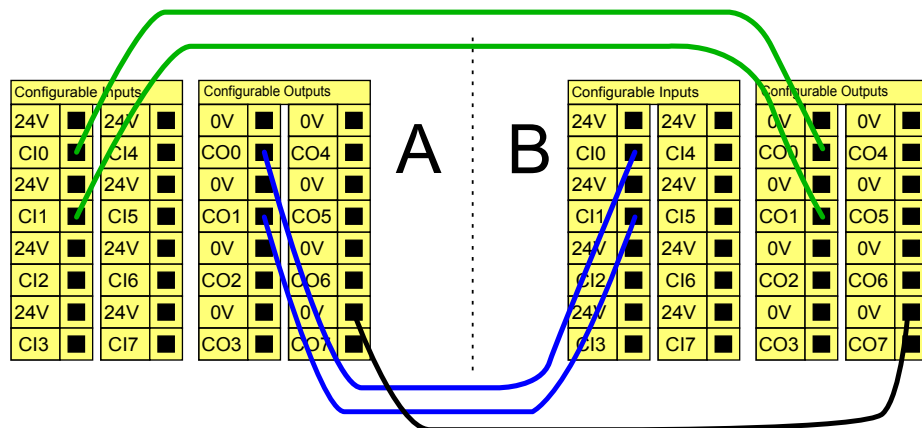 Configurable Inputs
24V 24V
CI0 CI4
24V 24V
CI1 CI5
24V 24V
CI2 CI6
24V 24V
CI3 CI7
Configurable Outputs
0V 0V
CO0 CO4
0V 0V
CO1 CO5
0V 0V
CO2 CO6
0V 0V
CO3 CO7
A
B
Configurable Inputs
24V 24V
CI0 CI4
24V 24V
CI1 CI5
24V 24V
CI2 CI6
24V 24V
CI3 CI7
Configurable Outputs
0V 0V
CO0 CO4
0V 0V
CO1 CO5
0V 0V
CO2 CO6
0V 0V
CO3 CO7